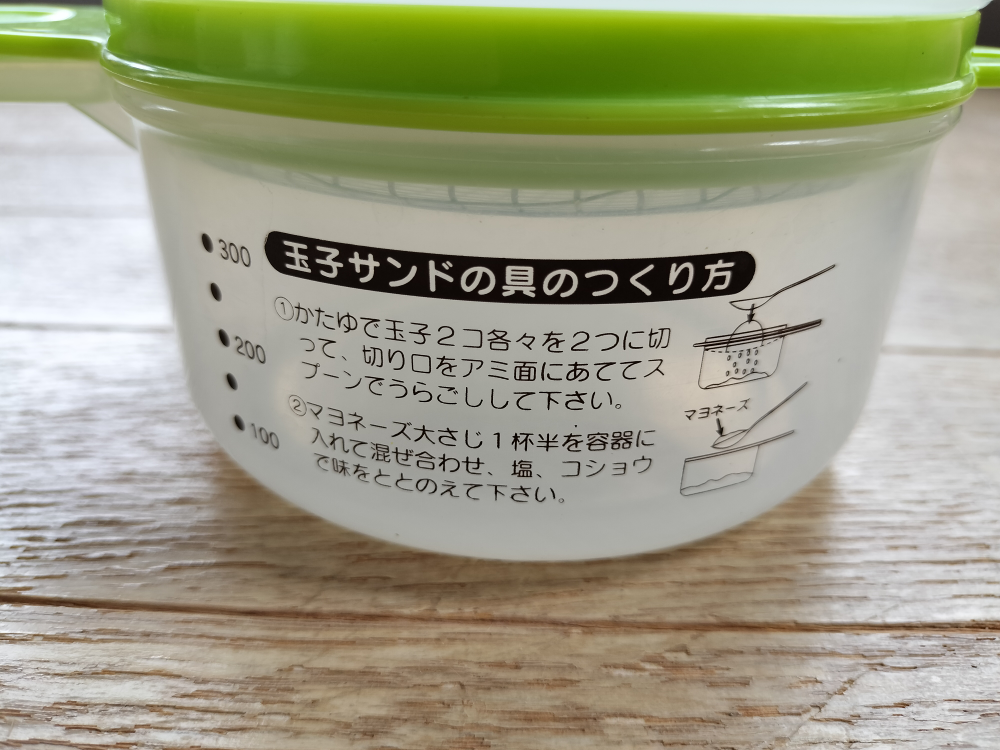 玉子サンドの具のつくり方
①かたゆで玉子2コ各々を2つに切
って、切り口をアミ面にあててス
プーンでうらごしして下さい。
②マヨネーズ大さじ1杯半を容器に
入れて混ぜ合わせ、塩、コショウ
で味をととのえて下さい。
マヨネーズ
300
200
100